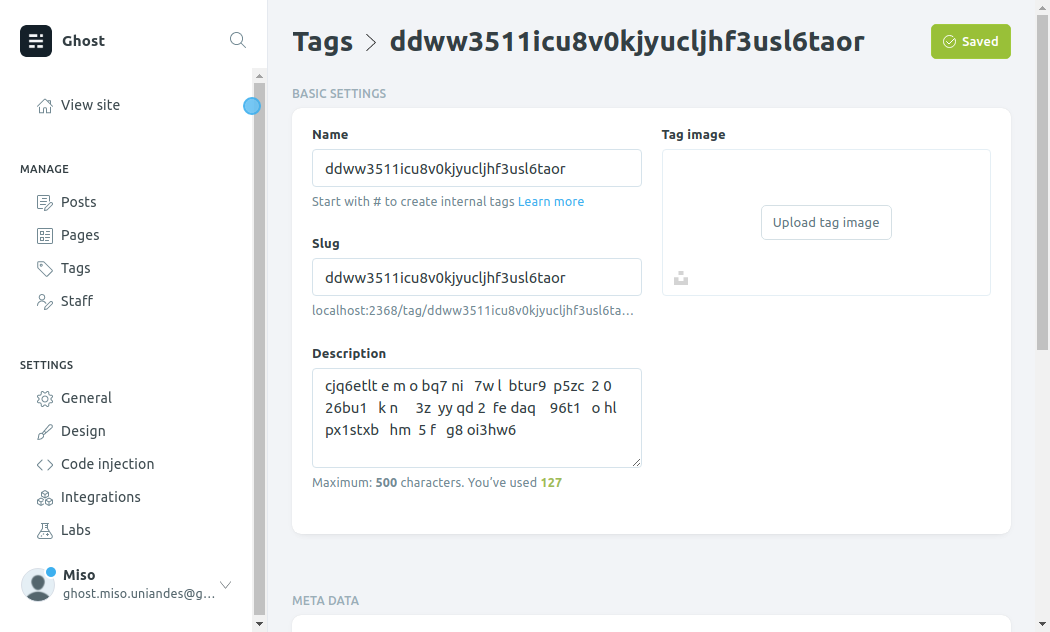 Ghost
View site
MANAGE
Posts
Pages
Tags
Staff
SETTINGS
General
Design
Code injection
Integrations
Labs
Miso
ghost.miso.uniandes@g...
Tags > ddww3511icu8v0kjyucljhf3usl6taor
Saved
BASIC SETTINGS
Name
ddww3511icu8v0kjyucljhf3usl6taor
Start with # to create internal tags Learn more
Slug
ddww3511icu8v0kjyucljhf3usl6taor
localhost:2368/tag/ddww3511icu8v0kjyucljhf3usl6ta...
Description
cjq6etlt e m o bq7 ni   7w l  btur9  p5zc  2 0
26bu1   k n     3z  yy qd 2  fe daq    96t1   o hl
px1stxb   hm  5 f   g8 oi3hw6
Maximum: 500 characters. You've used 127
Tag image
Upload tag image
META DATA